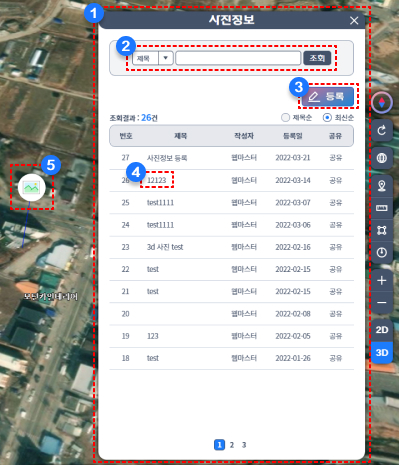 1
사진정보
2
제목
조회
3
등록
조회결과 : 26건
제목순
최신순
번호 제목 작성자 등록일 공유
27 사진정보 등록 웹마스터 2022-03-21 공유
4
26 12123 웹마스터 2022-03-14 공유
5
25 test1111 웹마스터 2022-03-07 공유
24 test1111 웹마스터 2022-03-06 공유
23 3d 사진 test 웹마스터 2022-02-16 공유
22 test 웹마스터 2022-02-15 공유
21 test 웹마스터 2022-02-15 공유
20 웹마스터 2022-02-08 공유
19 123 웹마스터 2022-02-05 공유
18 test 웹마스터 2022-01-26 공유
1 2 3
2D
3D